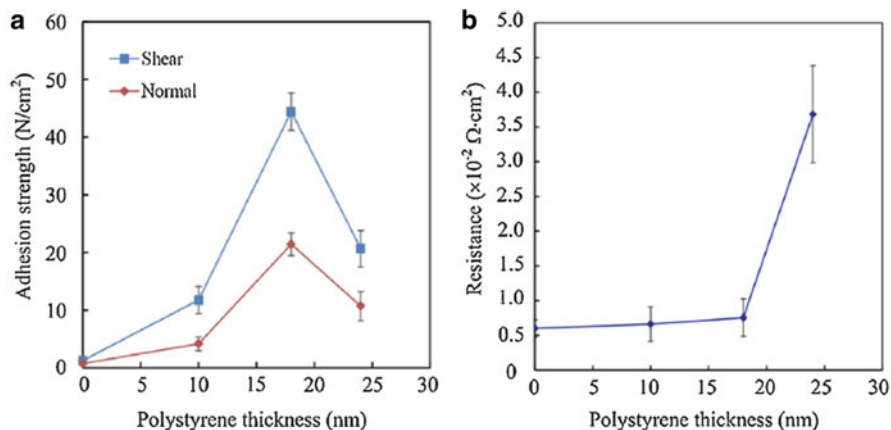 a
Adhesion strength (N/cm²)
60
50
40
30
20
10
0
Shear
Normal
0 5 10 15 20 25 30
Polystyrene thickness (nm)
b
Resistance (×10⁻² Ω·cm²)
5.0
4.5
4.0
3.5
3.0
2.5
2.0
1.5
1.0
0.5
0
0 5 10 15 20 25 30
Polystyrene thickness (nm)